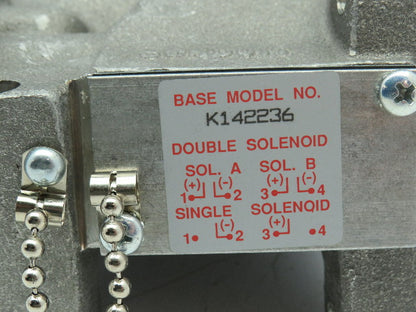 BASE MODEL NO.
K142236
DOUBLE SOLENOID
SOL. A SOL. B
(+) (-) (+) (-)
1 2 3 4
SINGLE SOLENOID
(-) (+)
1 2 3 4